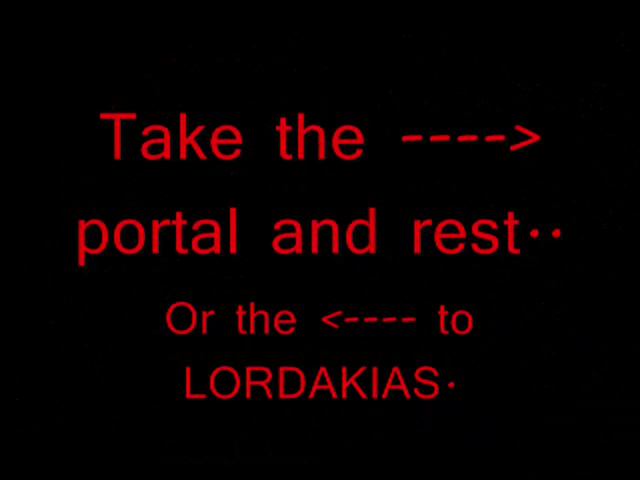 Take the ---->
portal and rest··
Or the <---- to
LORDAKIAS·